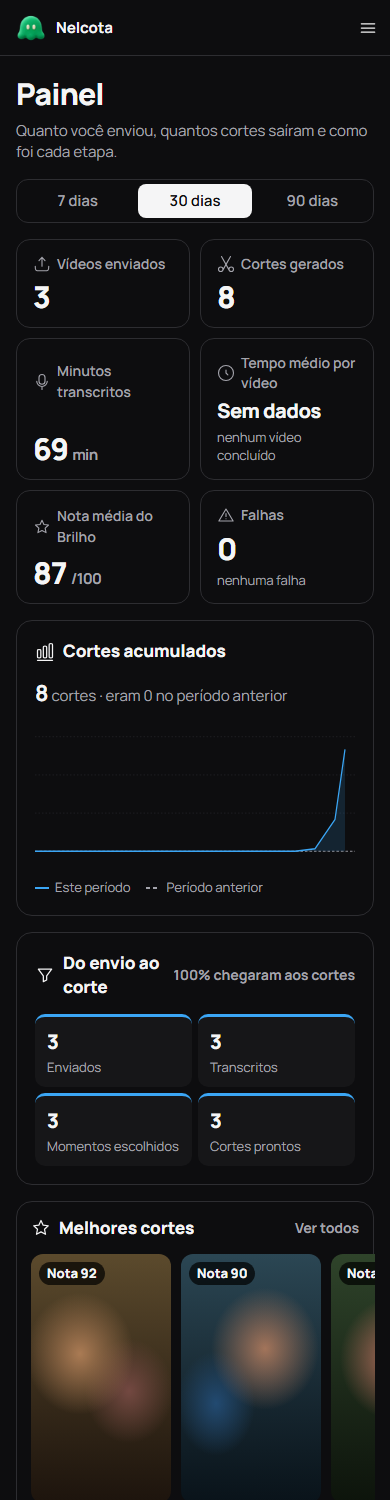 Nelcota
Painel
Quanto você enviou, quantos cortes saíram e como
foi cada etapa.
7 dias
30 dias
90 dias
Vídeos enviados
3
Cortes gerados
8
Minutos
transcritos
69 min
Tempo médio por
vídeo
Sem dados
nenhum vídeo
concluído
Nota média do
Brilho
87 /100
Falhas
0
nenhuma falha
Cortes acumulados
8 cortes · eram 0 no período anterior
Este período
Período anterior
Do envio ao
corte
100% chegaram aos cortes
3
Enviados
3
Transcritos
3
Momentos escolhidos
3
Cortes prontos
Melhores cortes
Ver todos
Nota 92
Nota 90
Nota